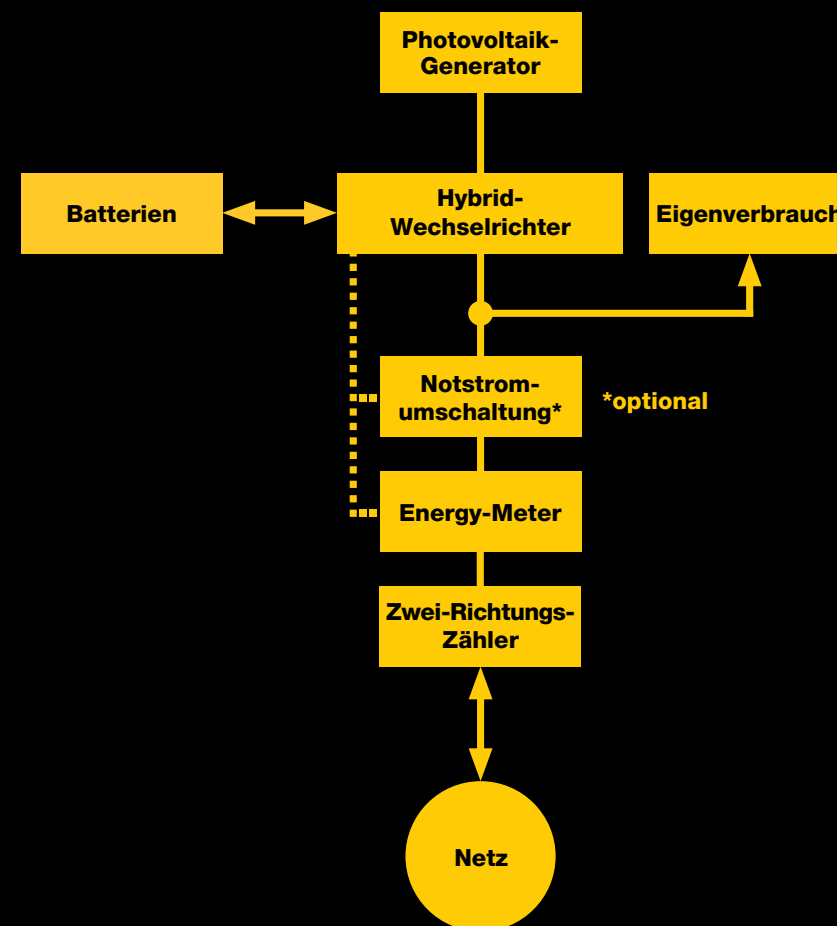 Photovoltaik-
Generator
Batterien
Hybrid-
Wechselrichter
Eigenverbrauch
Notstrom-
umschaltung*
*optional
Energy-Meter
Zwei-Richtungs-
Zähler
Netz